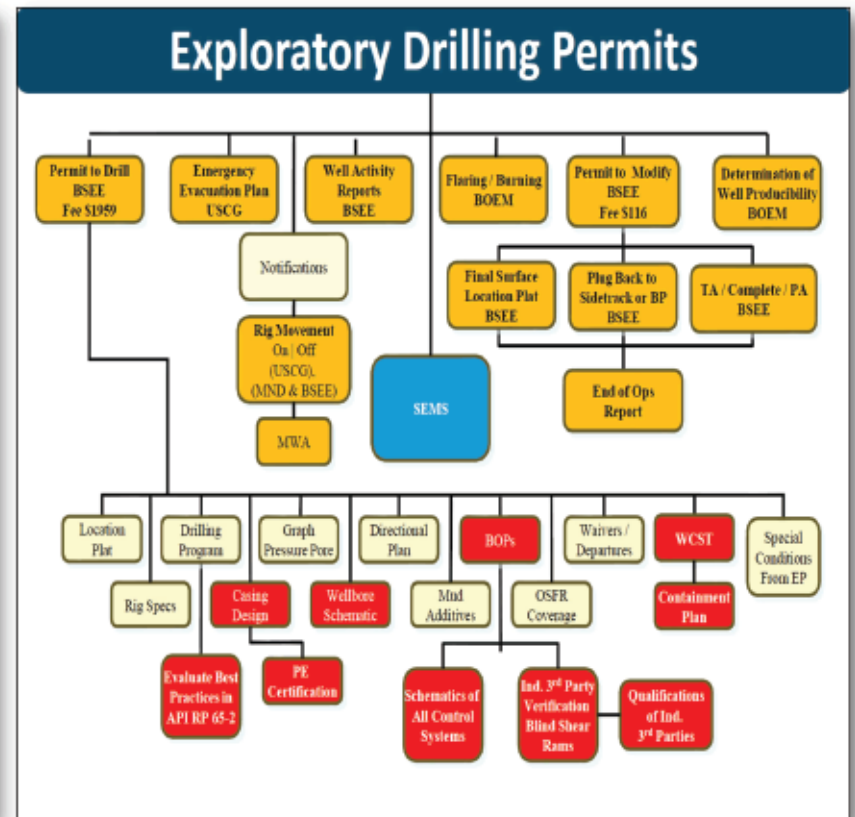 Exploratory Drilling Permits
Permit to Drill
BSEE
Fee $1959
Emergency
Evacuation Plan
USCG
Well Activity
Reports
BSEE
Flaring / Burning
BOEM
Permit to Modify
BSEE
Fee $116
Determination of
Well Producibility
BOEM
Notifications
Final Surface
Location Plat
BSEE
Plug Back to
Sidetrack or BP
BSEE
TA / Complete / PA
BSEE
Rig Movement
On | Off
(USCG).
(MND & BSEE)
SEMS
End of Ops
Report
MWA
Location
Plat
Drilling
Program
Graph
Pressure Pore
Directional
Plan
BOPs
Waivers /
Departures
WCST
Special
Conditions
From EP
Rig Specs
Casing
Design
Wellbore
Schematic
Mud
Additives
OSFR
Coverage
Containment
Plan
Evaluate Best
Practices in
API RP 65-2
PE
Certification
Schematics of
All Control
Systems
Ind. 3rd Party
Verification
Blind Shear
Rams
Qualifications
of Ind.
3rd Parties